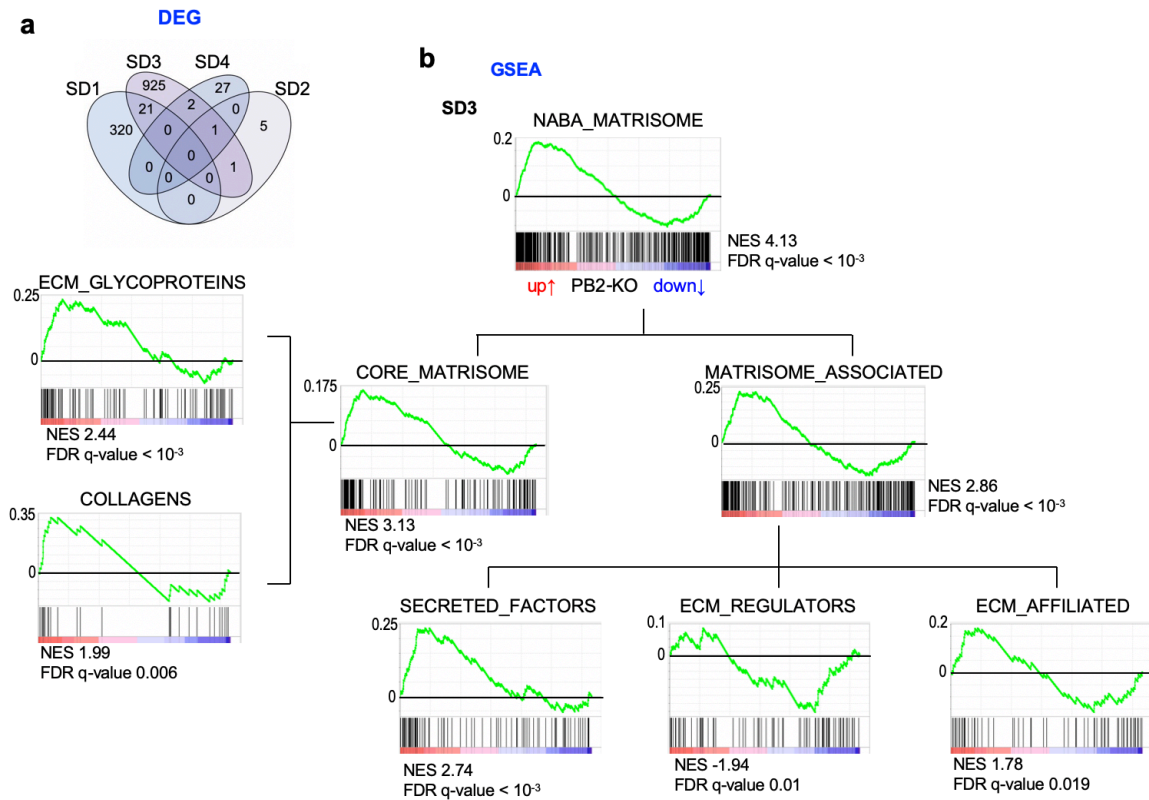 a
DEG
SD1
SD3
SD4
SD2
925
27
21
2
0
320
0
1
5
0
0
0
0
0
1
0
b
GSEA
SD3
NABA_MATRISOME
0.2
0
NES 4.13
FDR q-value < 10-3
up↑ PB2-KO down↓
ECM_GLYCOPROTEINS
0.25
0
NES 2.44
FDR q-value < 10-3
COLLAGENS
0.35
0
NES 1.99
FDR q-value 0.006
CORE_MATRISOME
0.175
0
NES 3.13
FDR q-value < 10-3
MATRISOME_ASSOCIATED
0.25
0
NES 2.86
FDR q-value < 10-3
SECRETED_FACTORS
0.25
0
NES 2.74
FDR q-value < 10-3
ECM_REGULATORS
0.1
0
NES -1.94
FDR q-value 0.01
ECM_AFFILIATED
0.2
0
NES 1.78
FDR q-value 0.019